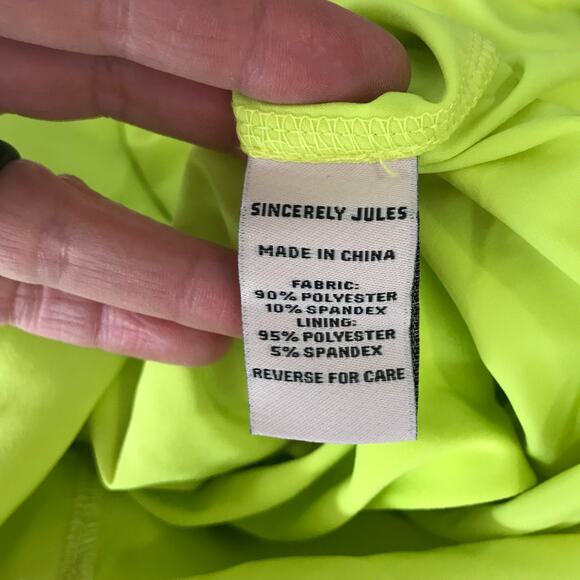 SINCERELY JULES
MADE IN CHINA
FABRIC:
90% POLYESTER
10% SPANDEX
LINING:
95% POLYESTER
5% SPANDEX
REVERSE FOR CARE